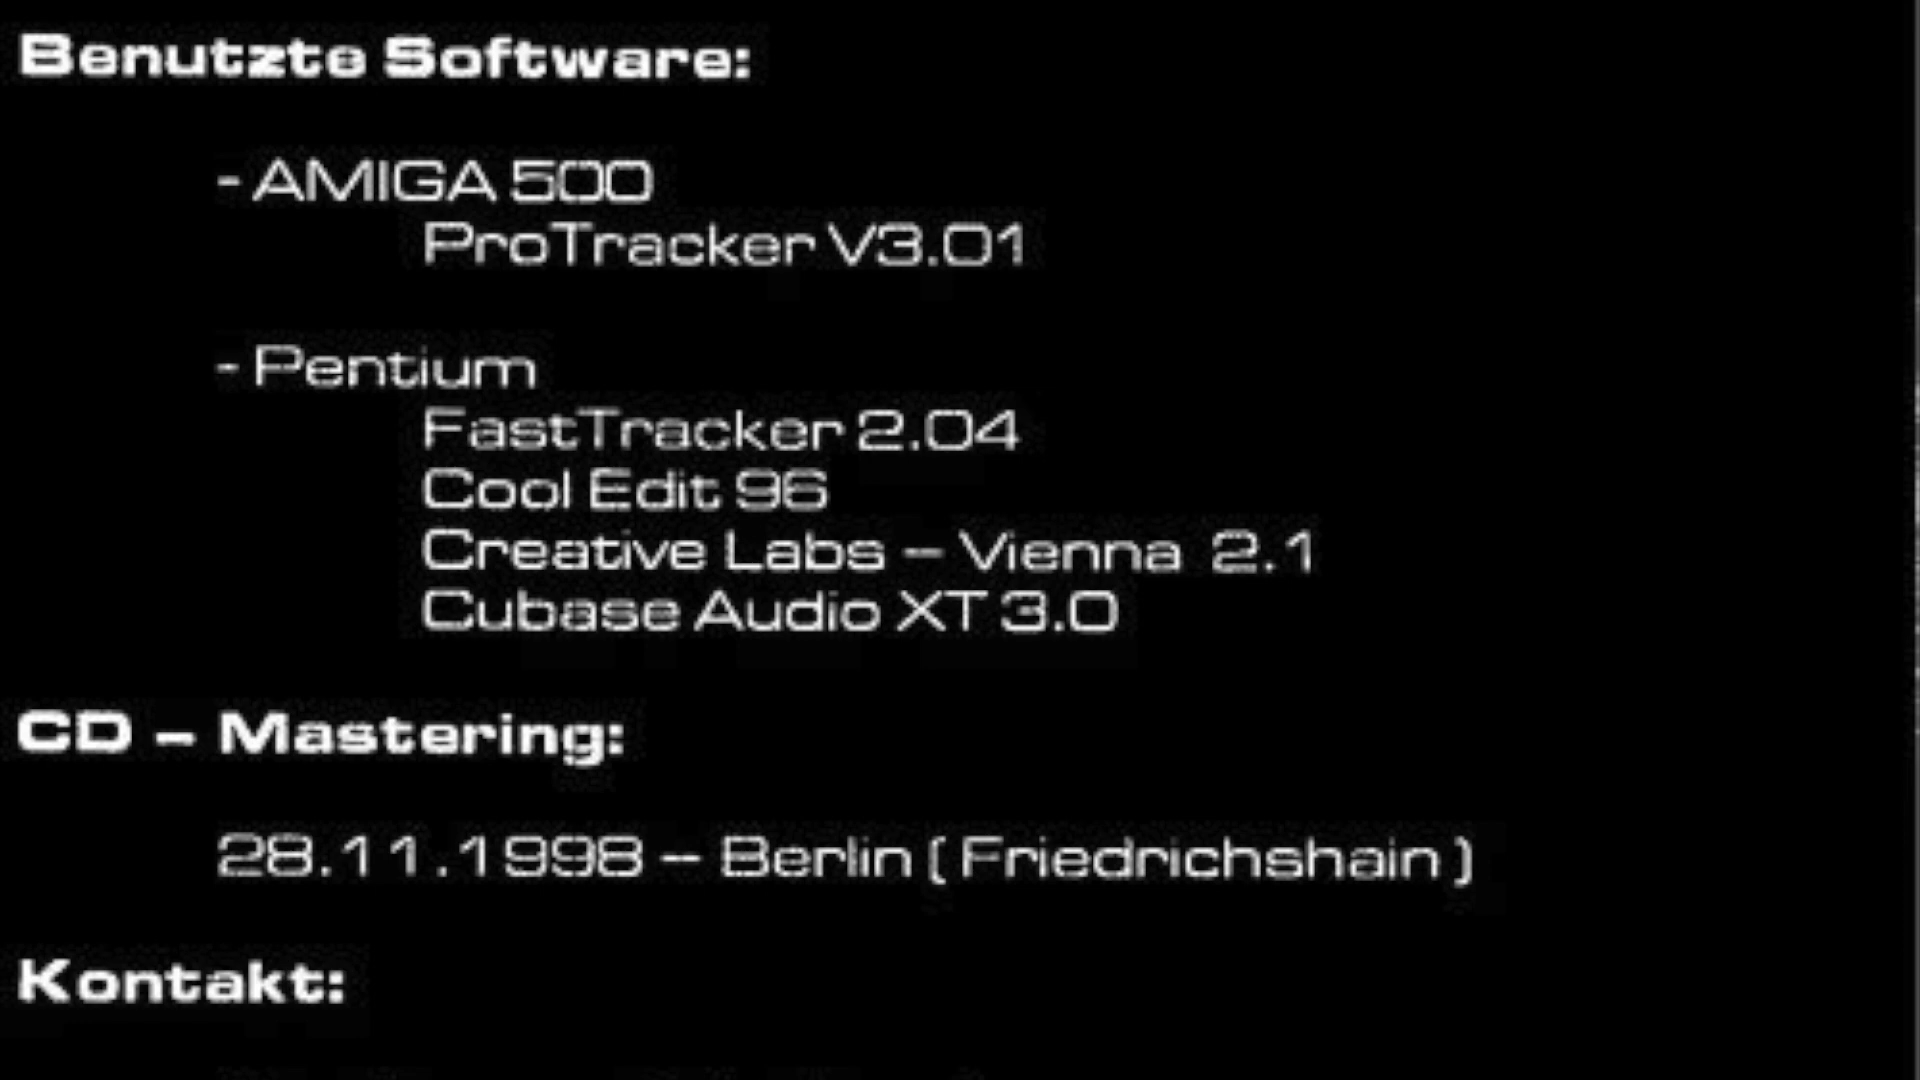 Benutzte Software:
- AMIGA 500
ProTracker V3.01
- Pentium
FastTracker 2.04
Cool Edit 96
Creative Labs – Vienna 2.1
Cubase Audio XT 3.0
CD – Mastering:
28.11.1998 – Berlin ( Friedrichshain )
Kontakt: